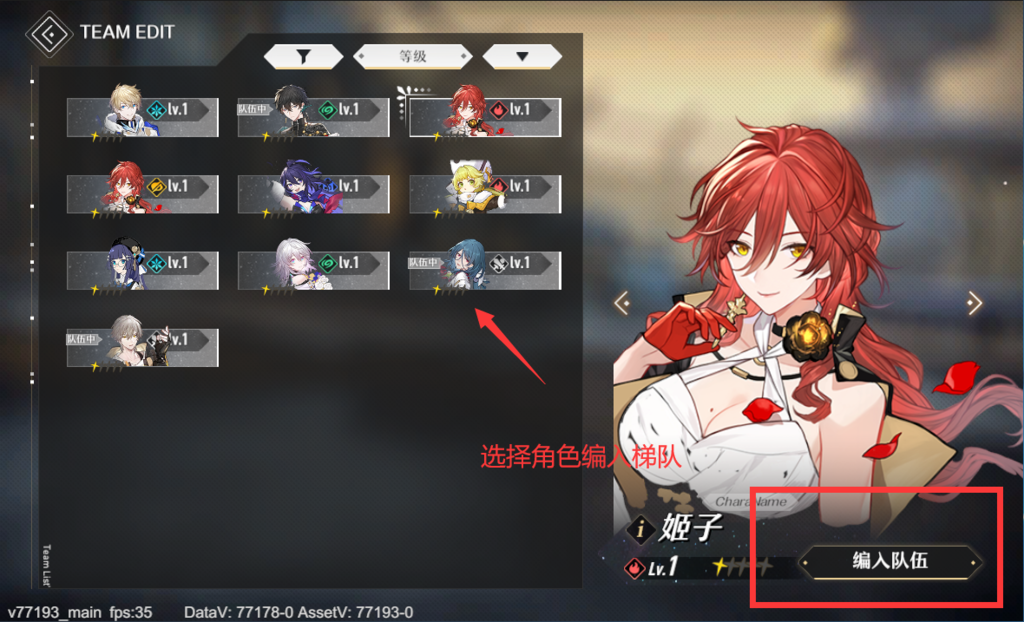 TEAM EDIT
等级
lv.1
队伍中
lv.1
lv.1
lv.1
lv.1
lv.1
lv.1
lv.1
队伍中
lv.1
队伍中
v.1
选择角色编入梯队
CharaName
i 姬子
Lv.1
编入队伍
Team List
v77193_main fps:35 DataV: 77178-0 AssetV: 77193-0